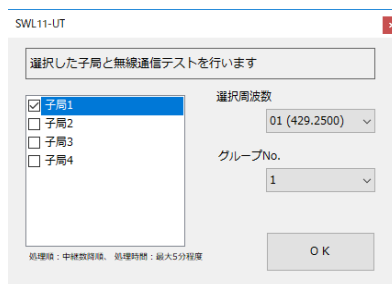 SWL11-UT
選択した子局と無線通信テストを行います
子局1
子局2
子局3
子局4
選択周波数
01 (429.2500)
グループNo.
1
処理順：中継数降順、 処理時間：最大5分程度
ＯＫ